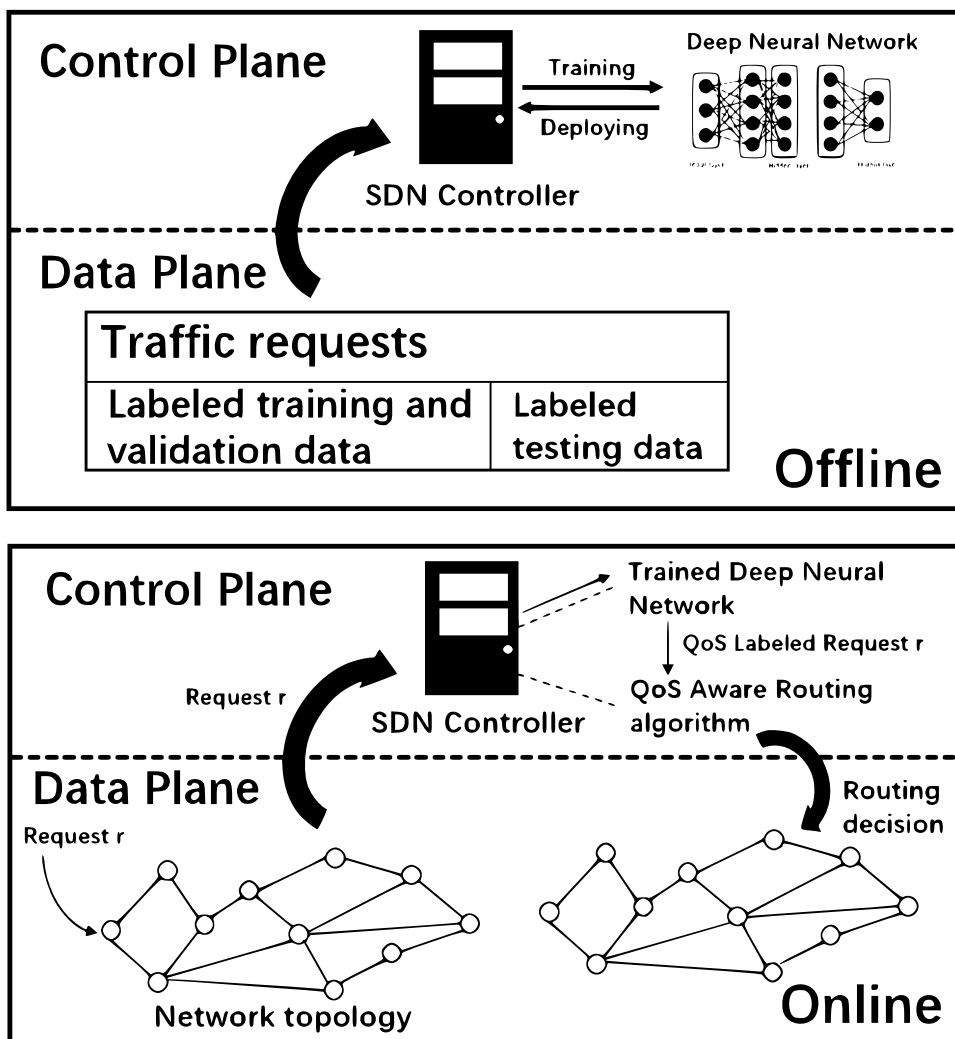 Control Plane
Deep Neural Network
Training
Deploying
SDN Controller
Data Plane
Traffic requests
Labeled training and
validation data
Labeled
testing data
Offline
Control Plane
Trained Deep Neural
Network
QoS Labeled Request r
Request r
QoS Aware Routing
algorithm
SDN Controller
Data Plane
Routing
decision
Request r
Network topology
Online